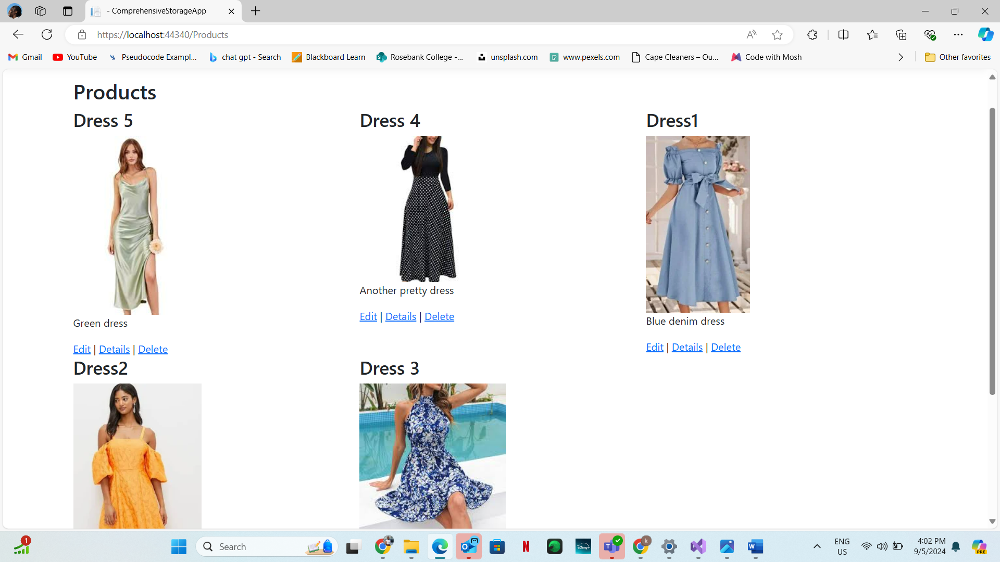 - ComprehensiveStorageApp
https://localhost:44340/Products
Gmail
YouTube
Pseudocode Exampl...
chat gpt - Search
Blackboard Learn
Rosebank College -...
unsplash.com
www.pexels.com
Cape Cleaners – Ou...
Code with Mosh
Other favorites
Products
Dress 5
Dress 4
Dress1
Green dress
Edit | Details | Delete
Another pretty dress
Edit | Details | Delete
Blue denim dress
Edit | Details | Delete
Dress2
Dress 3
1
Search
Disney+
ENG
US
4:02 PM
9/5/2024
PRE